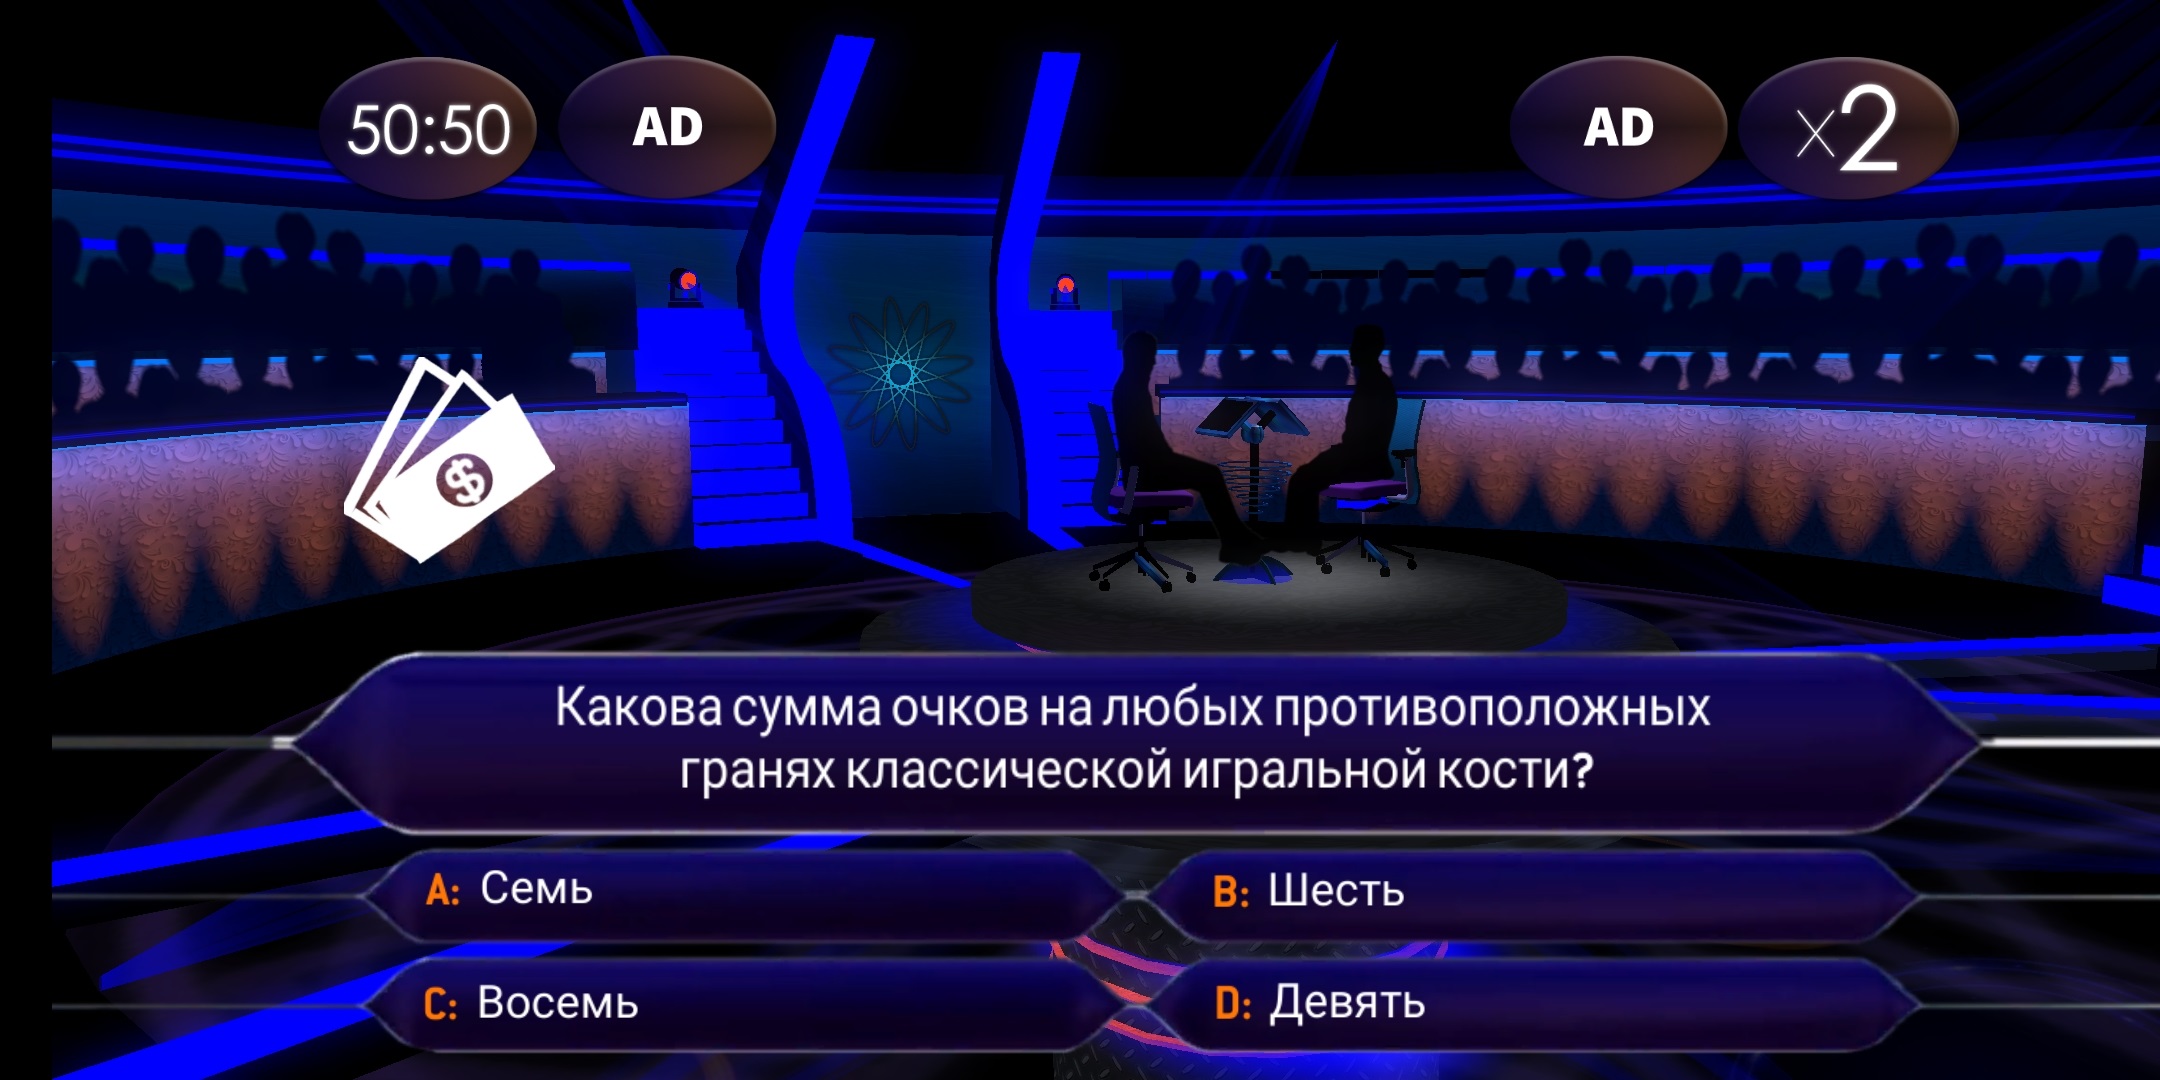 50:50
AD
AD
x2
$
Какова сумма очков на любых противоположных
гранях классической игральной кости?
A: Семь
B: Шесть
C: Восемь
D: Девять